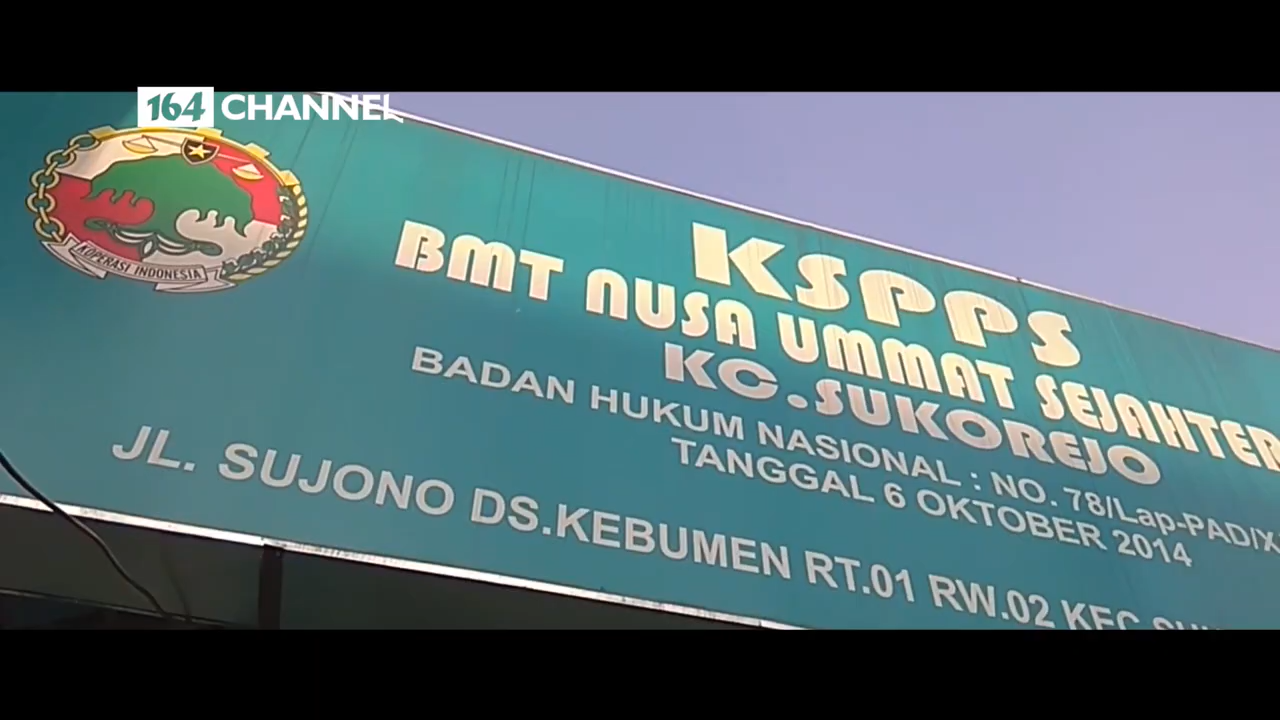 164 CHANNEL
KOPERASI INDONESIA
KSPPS
BMT NUSA UMMAT
KC.SUKOREJO
BADAN HUKUM NASIONAL : NO. 78/Lap-PAD/X
TANGGAL 6 OKTOBER 2014
JL. SUJONO DS.KEBUMEN RT.01 RW.02 KEC